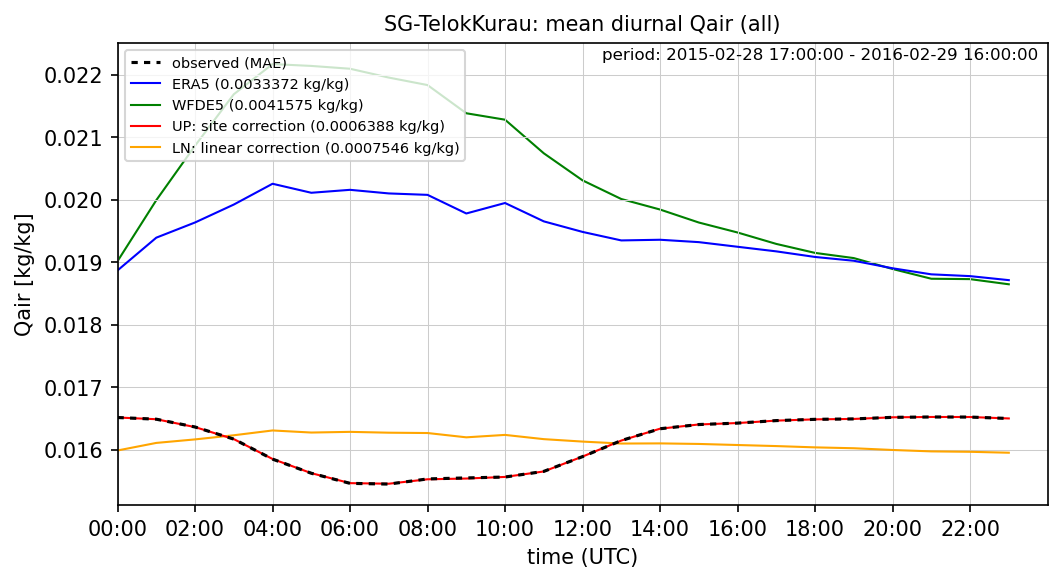 SG-TelokKurau: mean diurnal Qair (all)
period: 2015-02-28 17:00:00 - 2016-02-29 16:00:00
observed (MAE)
ERA5 (0.0033372 kg/kg)
WFDE5 (0.0041575 kg/kg)
UP: site correction (0.0006388 kg/kg)
LN: linear correction (0.0007546 kg/kg)
Qair [kg/kg]
0.022
0.021
0.020
0.019
0.018
0.017
0.016
00:00 02:00 04:00 06:00 08:00 10:00 12:00 14:00 16:00 18:00 20:00 22:00
time (UTC)